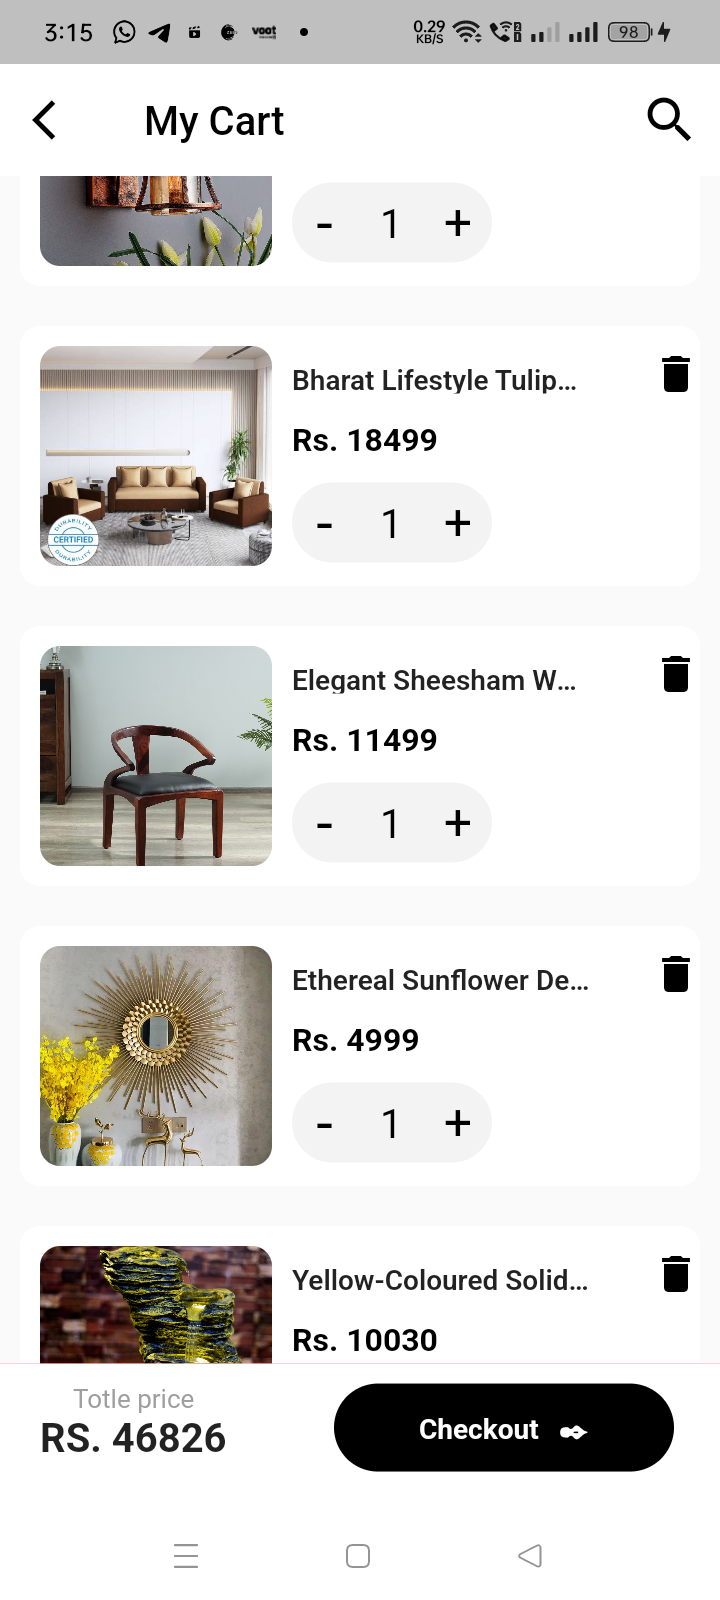 3:15
voot
0.29
KB/S
98
My Cart
- 1 +
Bharat Lifestyle Tulip...
Rs. 18499
- 1 +
DURABILITY
CERTIFIED
DURABILITY
Elegant Sheesham W...
Rs. 11499
- 1 +
Ethereal Sunflower De...
Rs. 4999
- 1 +
Yellow-Coloured Solid...
Rs. 10030
Totle price
RS. 46826
Checkout